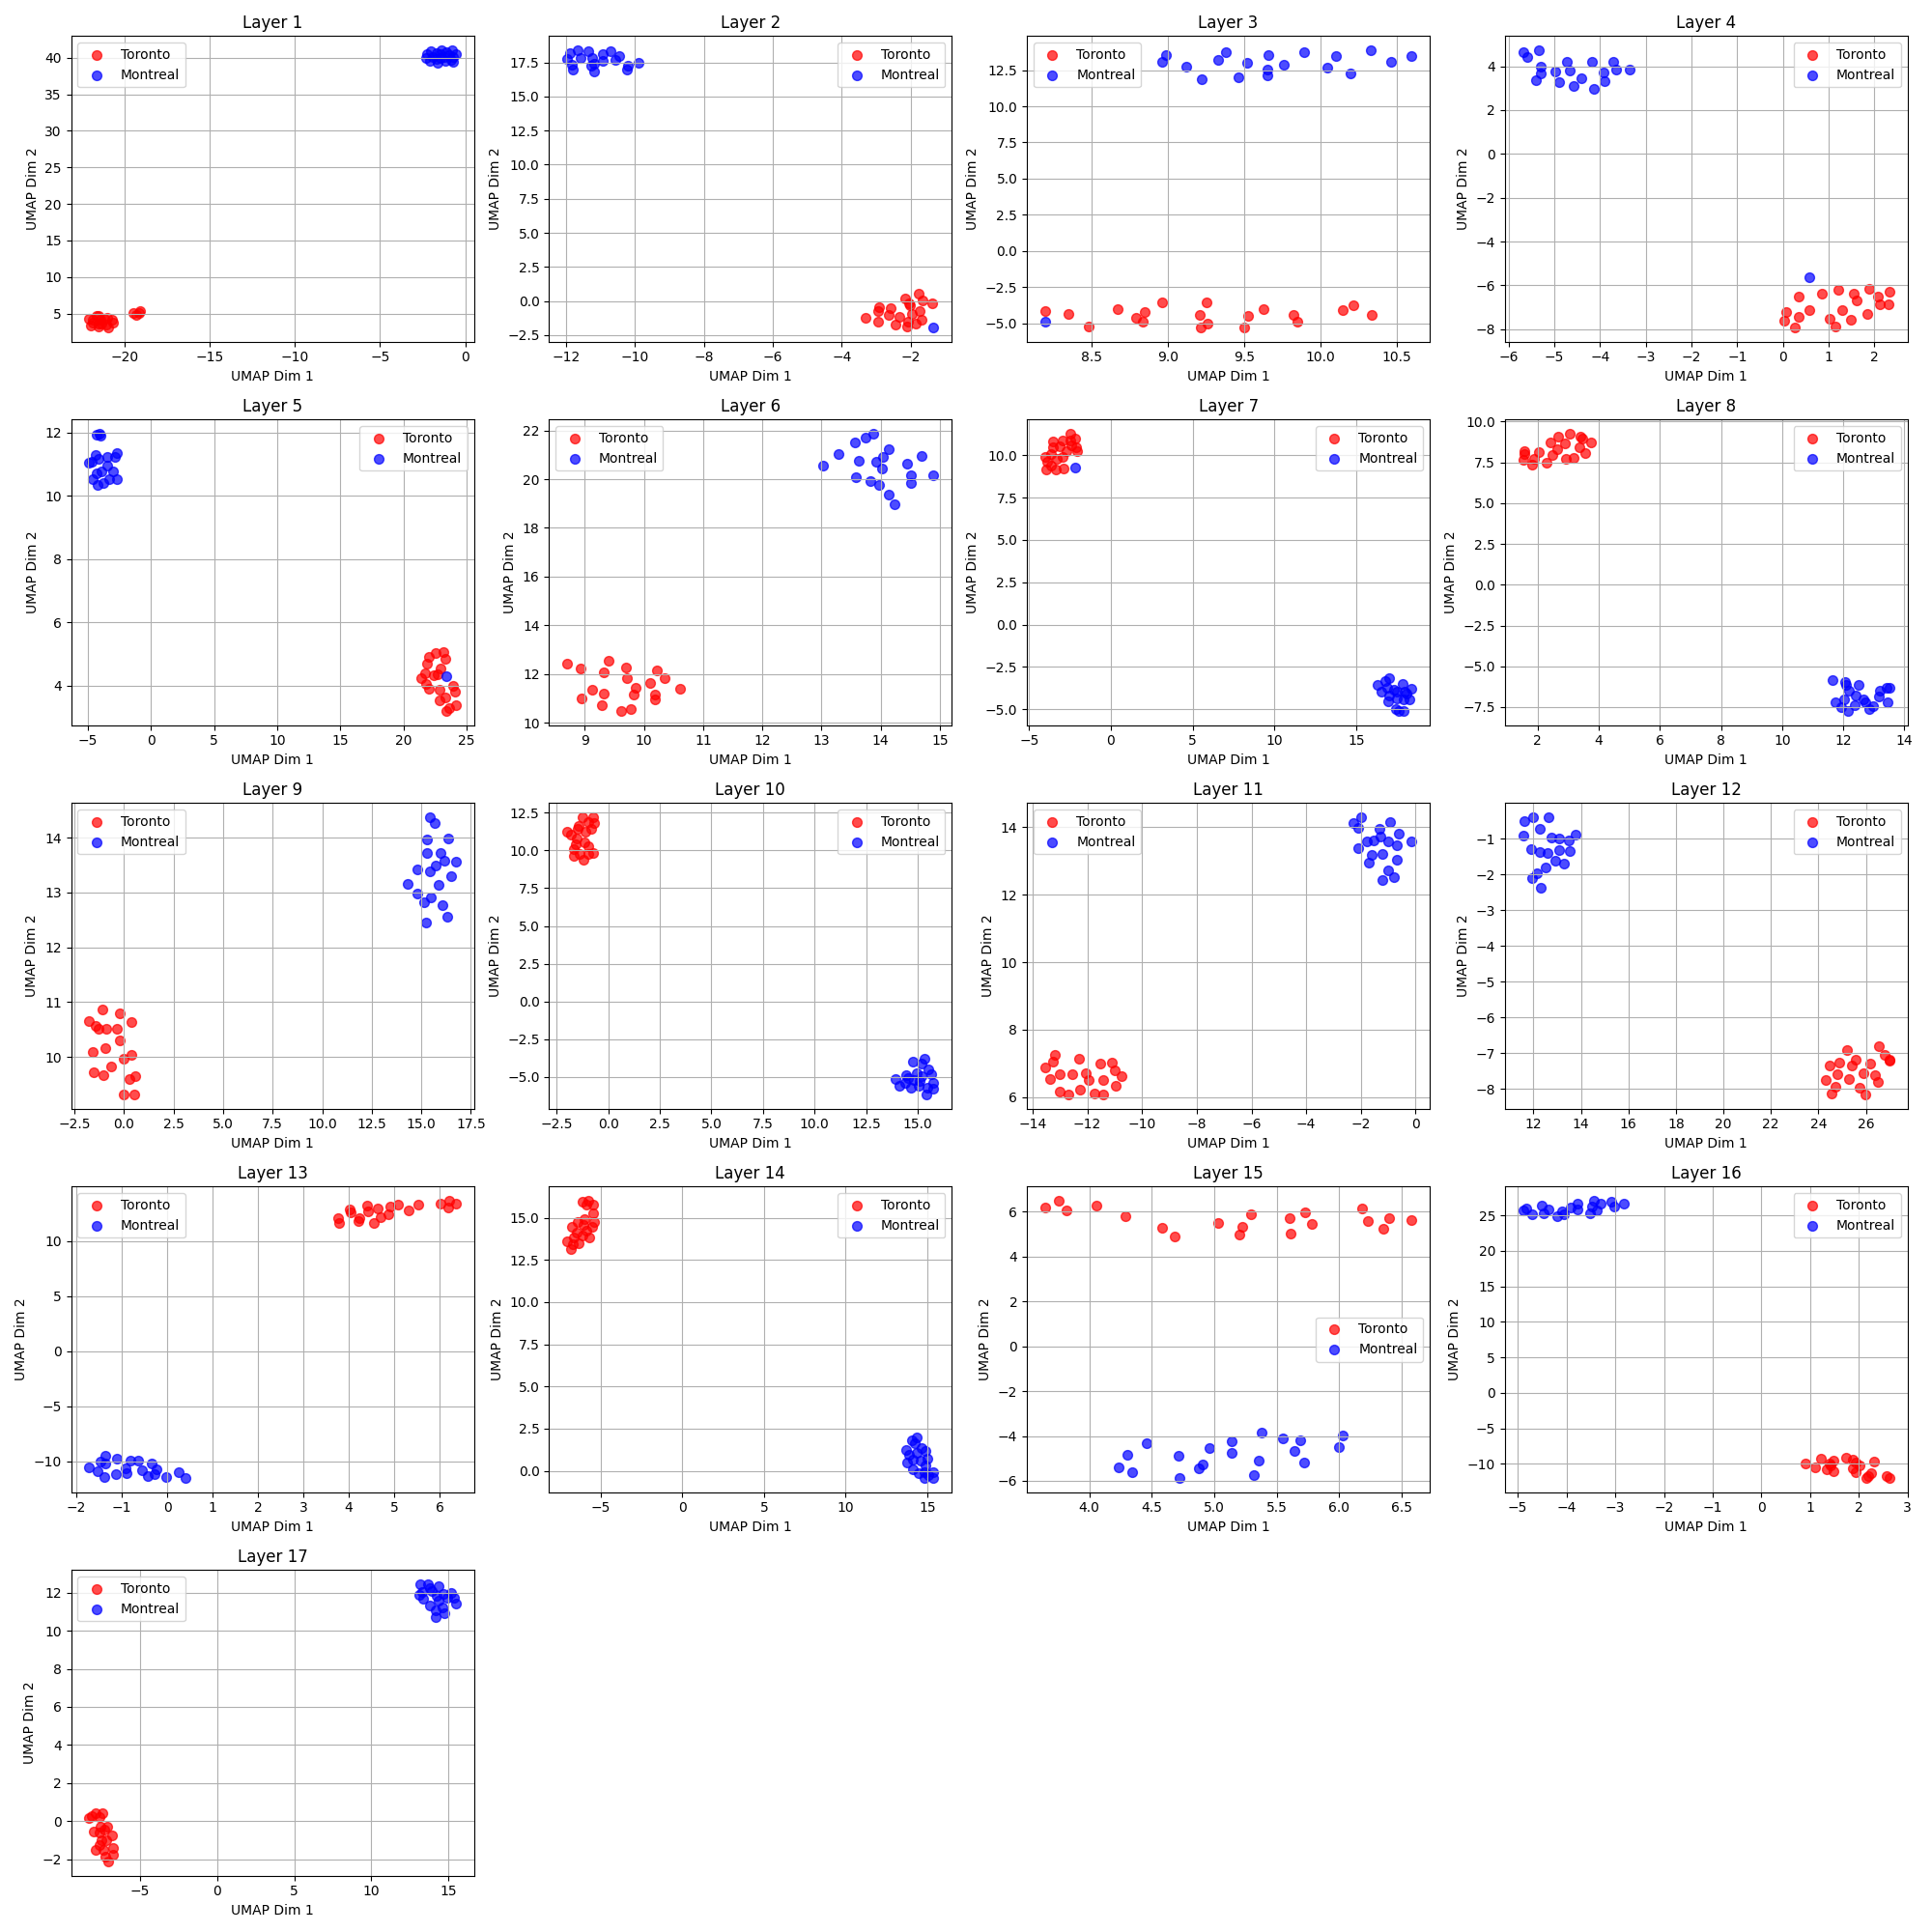 Layer 1
Toronto
Montreal
40
35
30
25
20
15
10
5
−20
−15
−10
−5
0
UMAP Dim 1
UMAP Dim 2
Layer 2
Toronto
Montreal
17.5
15.0
12.5
10.0
7.5
5.0
2.5
0.0
−2.5
−12
−10
−8
−6
−4
−2
UMAP Dim 1
UMAP Dim 2
Layer 3
Toronto
Montreal
12.5
10.0
7.5
5.0
2.5
0.0
−2.5
−5.0
8.5
9.0
9.5
10.0
10.5
UMAP Dim 1
UMAP Dim 2
Layer 4
Toronto
Montreal
4
2
0
−2
−4
−6
−8
−6
−5
−4
−3
−2
−1
0
1
2
UMAP Dim 1
UMAP Dim 2
Layer 5
Toronto
Montreal
12
10
8
6
4
−5
0
5
10
15
20
25
UMAP Dim 1
UMAP Dim 2
Layer 6
Toronto
Montreal
22
20
18
16
14
12
10
9
10
11
12
13
14
15
UMAP Dim 1
UMAP Dim 2
Layer 7
Toronto
Montreal
10.0
7.5
5.0
2.5
0.0
−2.5
−5.0
−5
0
5
10
15
UMAP Dim 1
UMAP Dim 2
Layer 8
Toronto
Montreal
10.0
7.5
5.0
2.5
0.0
−2.5
−5.0
−7.5
2
4
6
8
10
12
14
UMAP Dim 1
UMAP Dim 2
Layer 9
Toronto
Montreal
14
13
12
11
10
−2.5
0.0
2.5
5.0
7.5
10.0
12.5
15.0
17.5
UMAP Dim 1
UMAP Dim 2
Layer 10
Toronto
Montreal
12.5
10.0
7.5
5.0
2.5
0.0
−2.5
−5.0
−2.5
0.0
2.5
5.0
7.5
10.0
12.5
15.0
UMAP Dim 1
UMAP Dim 2
Layer 11
Toronto
Montreal
14
12
10
8
6
−14
−12
−10
−8
−6
−4
−2
0
UMAP Dim 1
UMAP Dim 2
Layer 12
Toronto
Montreal
−1
−2
−3
−4
−5
−6
−7
−8
12
14
16
18
20
22
24
26
UMAP Dim 1
UMAP Dim 2
Layer 13
Toronto
Montreal
10
5
0
−5
−10
−2
−1
0
1
2
3
4
5
6
UMAP Dim 1
UMAP Dim 2
Layer 14
Toronto
Montreal
15.0
12.5
10.0
7.5
5.0
2.5
0.0
−5
0
5
10
15
UMAP Dim 1
UMAP Dim 2
Layer 15
Toronto
Montreal
6
4
2
0
−2
−4
−6
4.0
4.5
5.0
5.5
6.0
6.5
UMAP Dim 1
UMAP Dim 2
Layer 16
Toronto
Montreal
25
20
15
10
5
0
−5
−10
−5
−4
−3
−2
−1
0
1
2
3
UMAP Dim 1
UMAP Dim 2
Layer 17
Toronto
Montreal
12
10
8
6
4
2
0
−2
−5
0
5
10
15
UMAP Dim 1
UMAP Dim 2